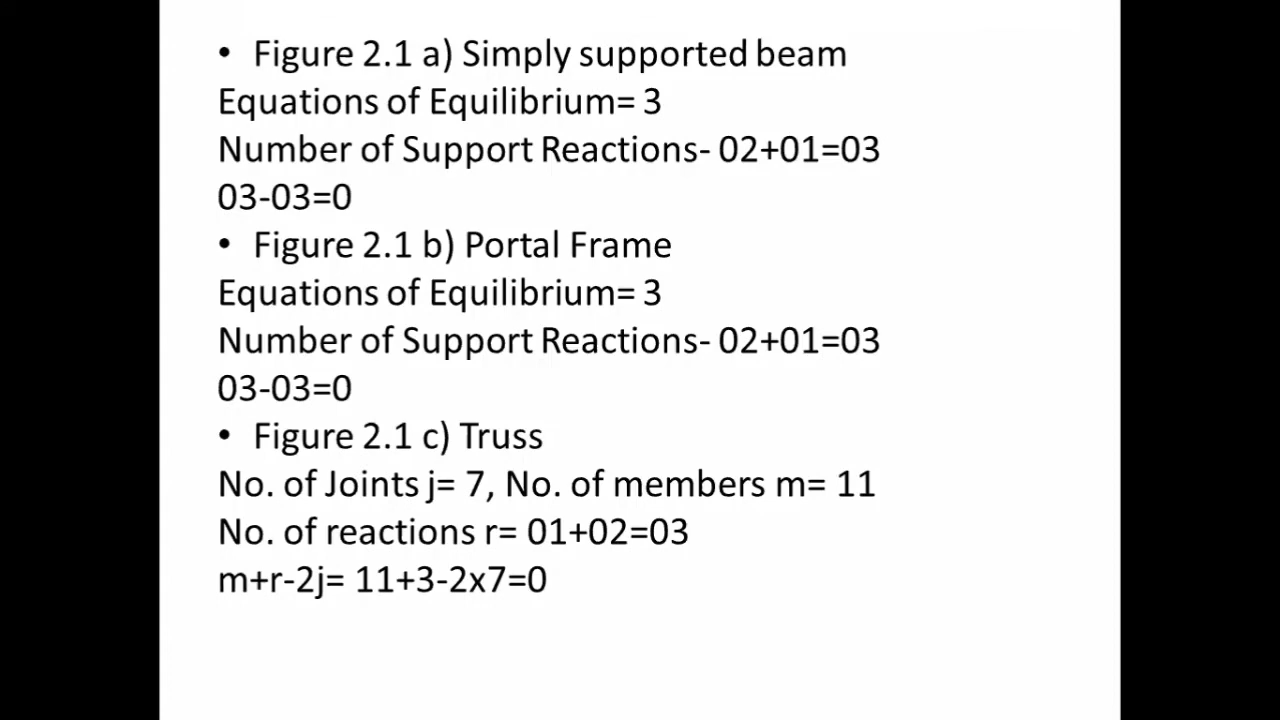 • Figure 2.1 a) Simply supported beam
Equations of Equilibrium= 3
Number of Support Reactions- 02+01=03
03-03=0
• Figure 2.1 b) Portal Frame
Equations of Equilibrium= 3
Number of Support Reactions- 02+01=03
03-03=0
• Figure 2.1 c) Truss
No. of Joints j= 7, No. of members m= 11
No. of reactions r= 01+02=03
m+r-2j= 11+3-2x7=0